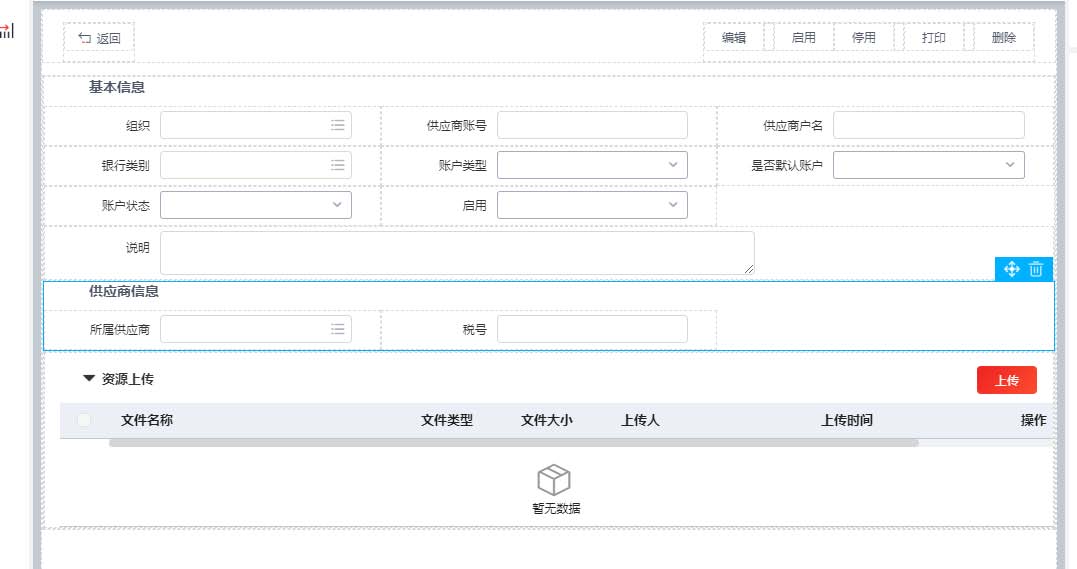 返回 编辑 启用 停用 打印 删除
基本信息
组织 供应商账号 供应商户名
银行类别 账户类型 是否默认账户
账户状态 启用
说明
供应商信息
所属供应商 税号
资源上传 上传
文件名称 文件类型 文件大小 上传人 上传时间 操作
暂无数据